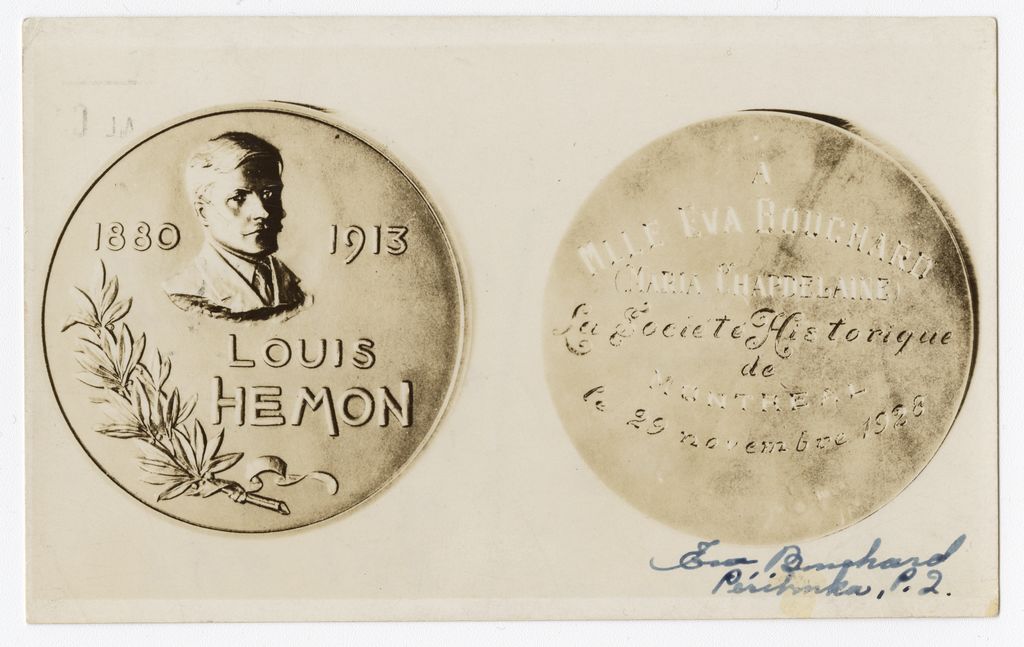 1880 1913
LOUIS
HEMON
A
MLLE EVA BOUCHARD
(MARIA CHAPDELAINE)
La Société Historique
de
MONTRÉAL
le 29 novembre 1928
Eva Bouchard
Péribonka, P.Q.